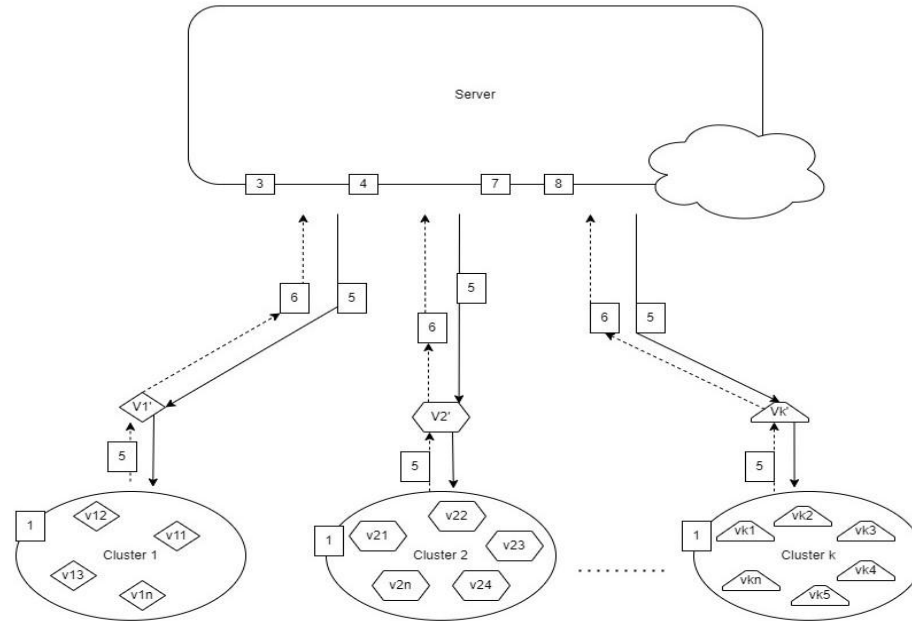 Server
3 4 7 8
5
6 5 6 5
6
V1' V2' Vk'
5 5 5
v12 v22 vk2
1 v11 1 v21 v23 1 vk1 vk3
Cluster 1 Cluster 2 Cluster k
v13 v2n v24 vkn vk4
v1n vk5